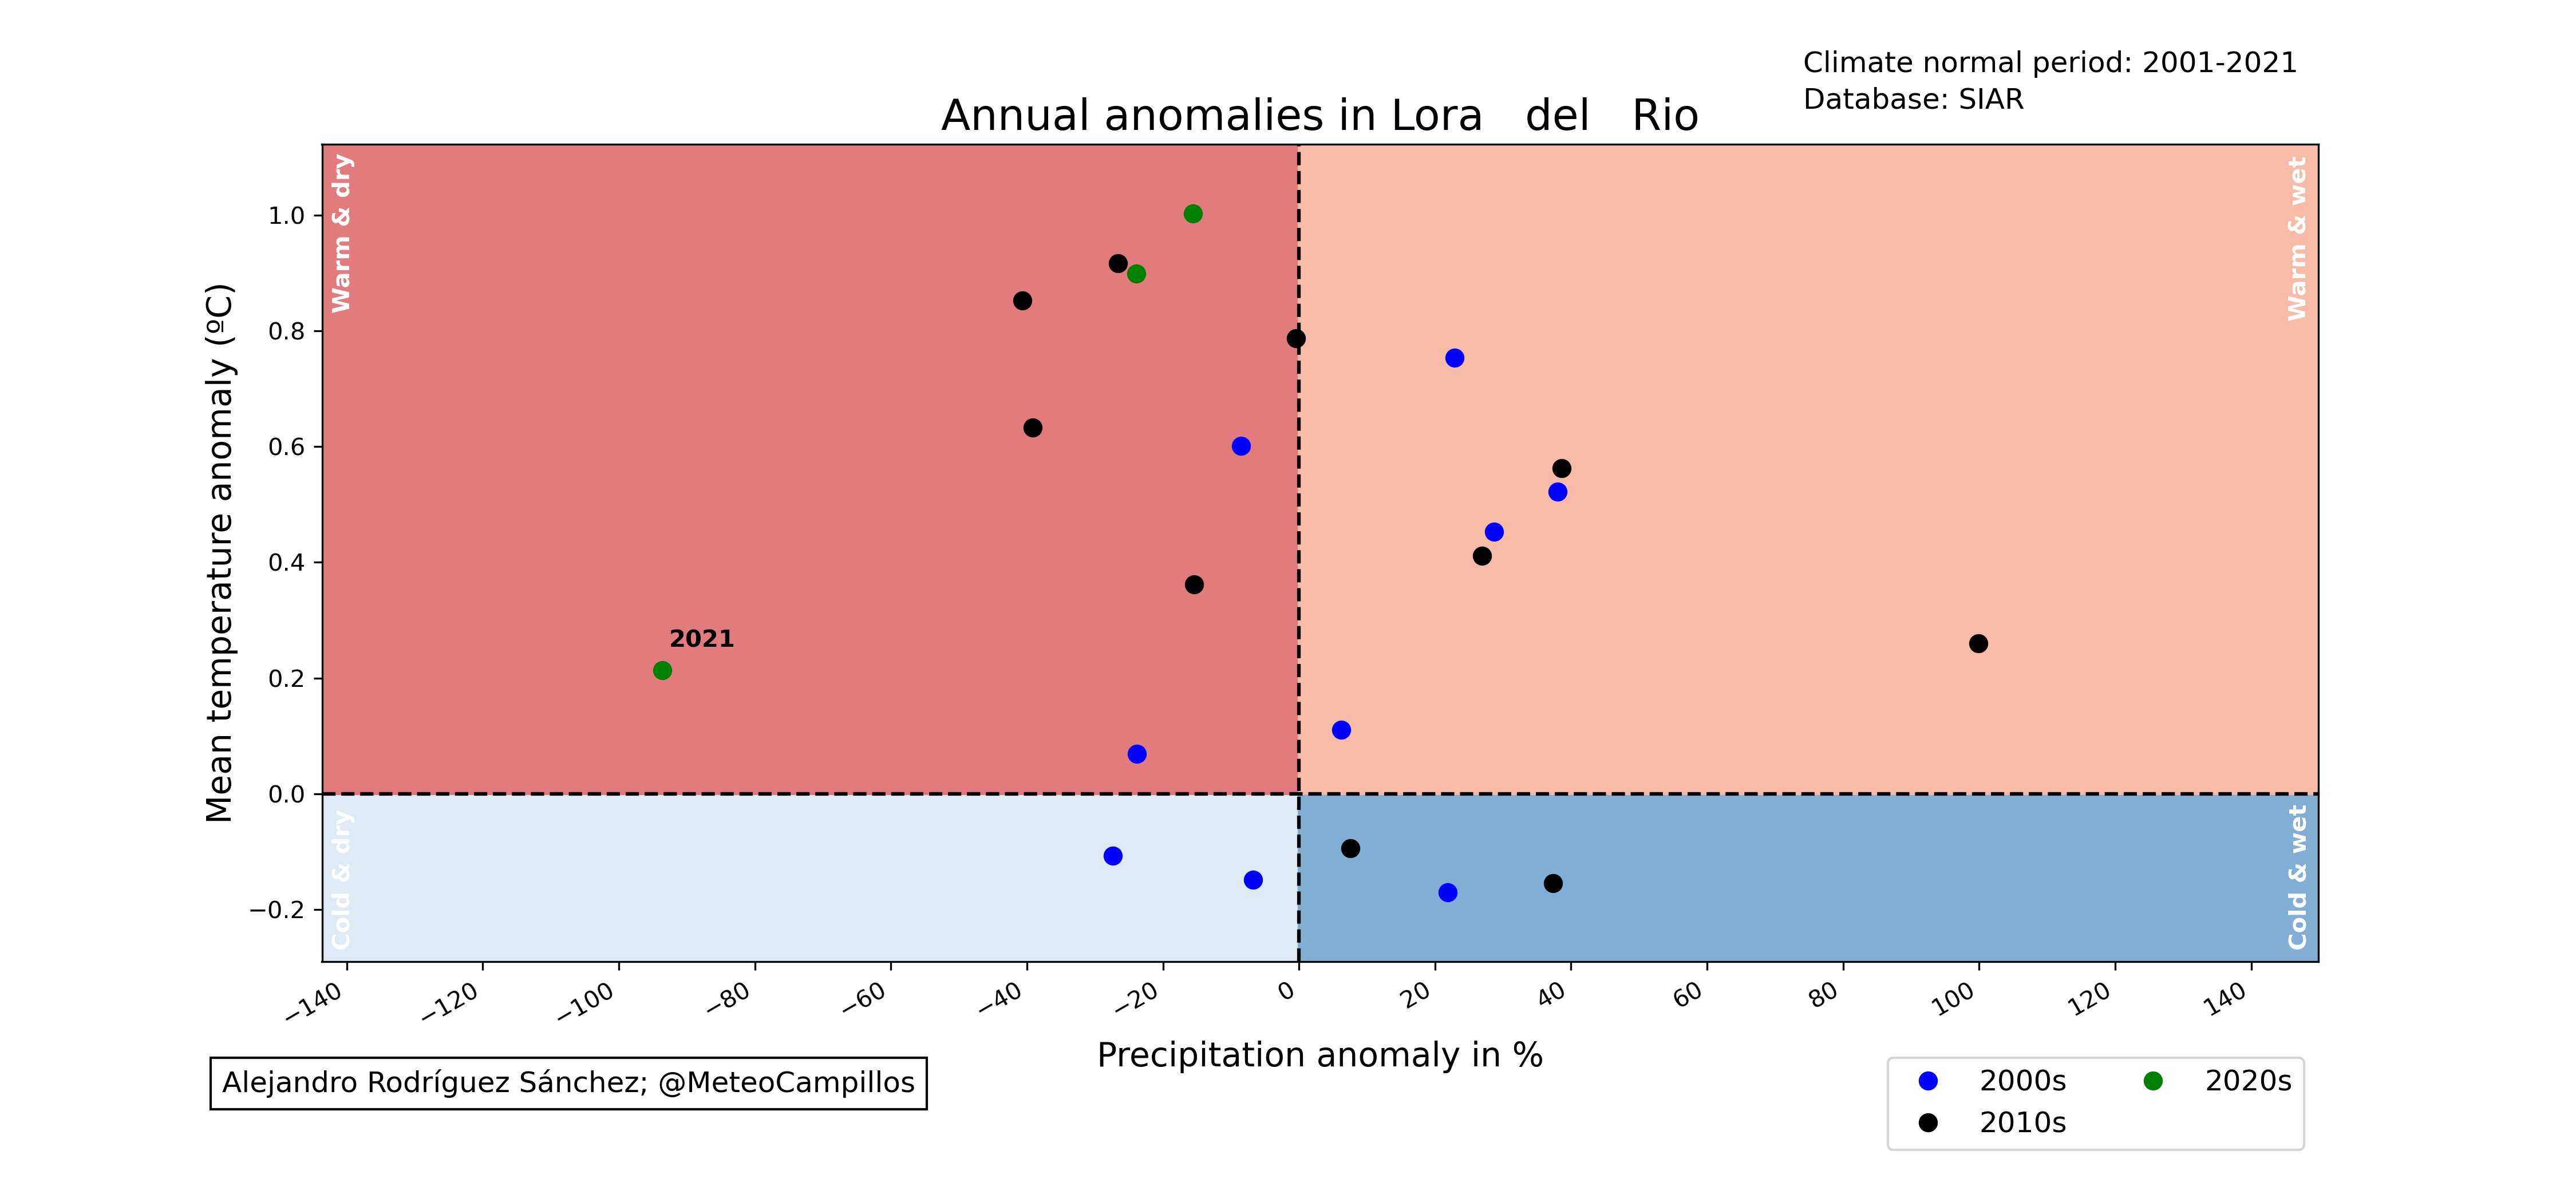 Climate normal period: 2001-2021
Database: SIAR
Annual anomalies in Lora   del   Rio
Warm & dry
Warm & wet
1.0
0.8
0.6
0.4
0.2
0.0
−0.2
Mean temperature anomaly (ºC)
2021
Cold & dry
Cold & wet
−140 −120 −100 −80 −60 −40 −20 0 20 40 60 80 100 120 140
Precipitation anomaly in %
Alejandro Rodríguez Sánchez; @MeteoCampillos
2000s 2020s
2010s